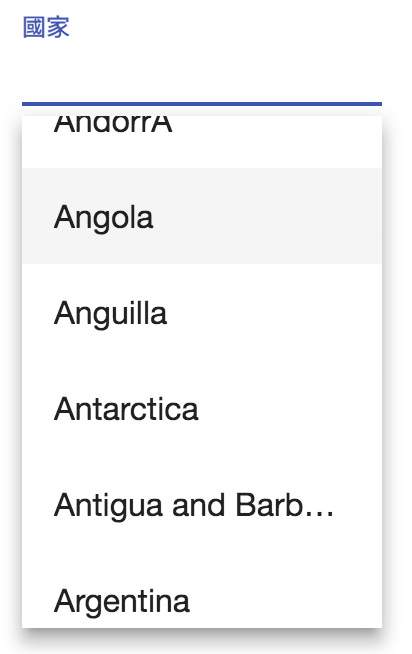 國家
AndorrA
Angola
Anguilla
Antarctica
Antigua and Barb…
Argentina